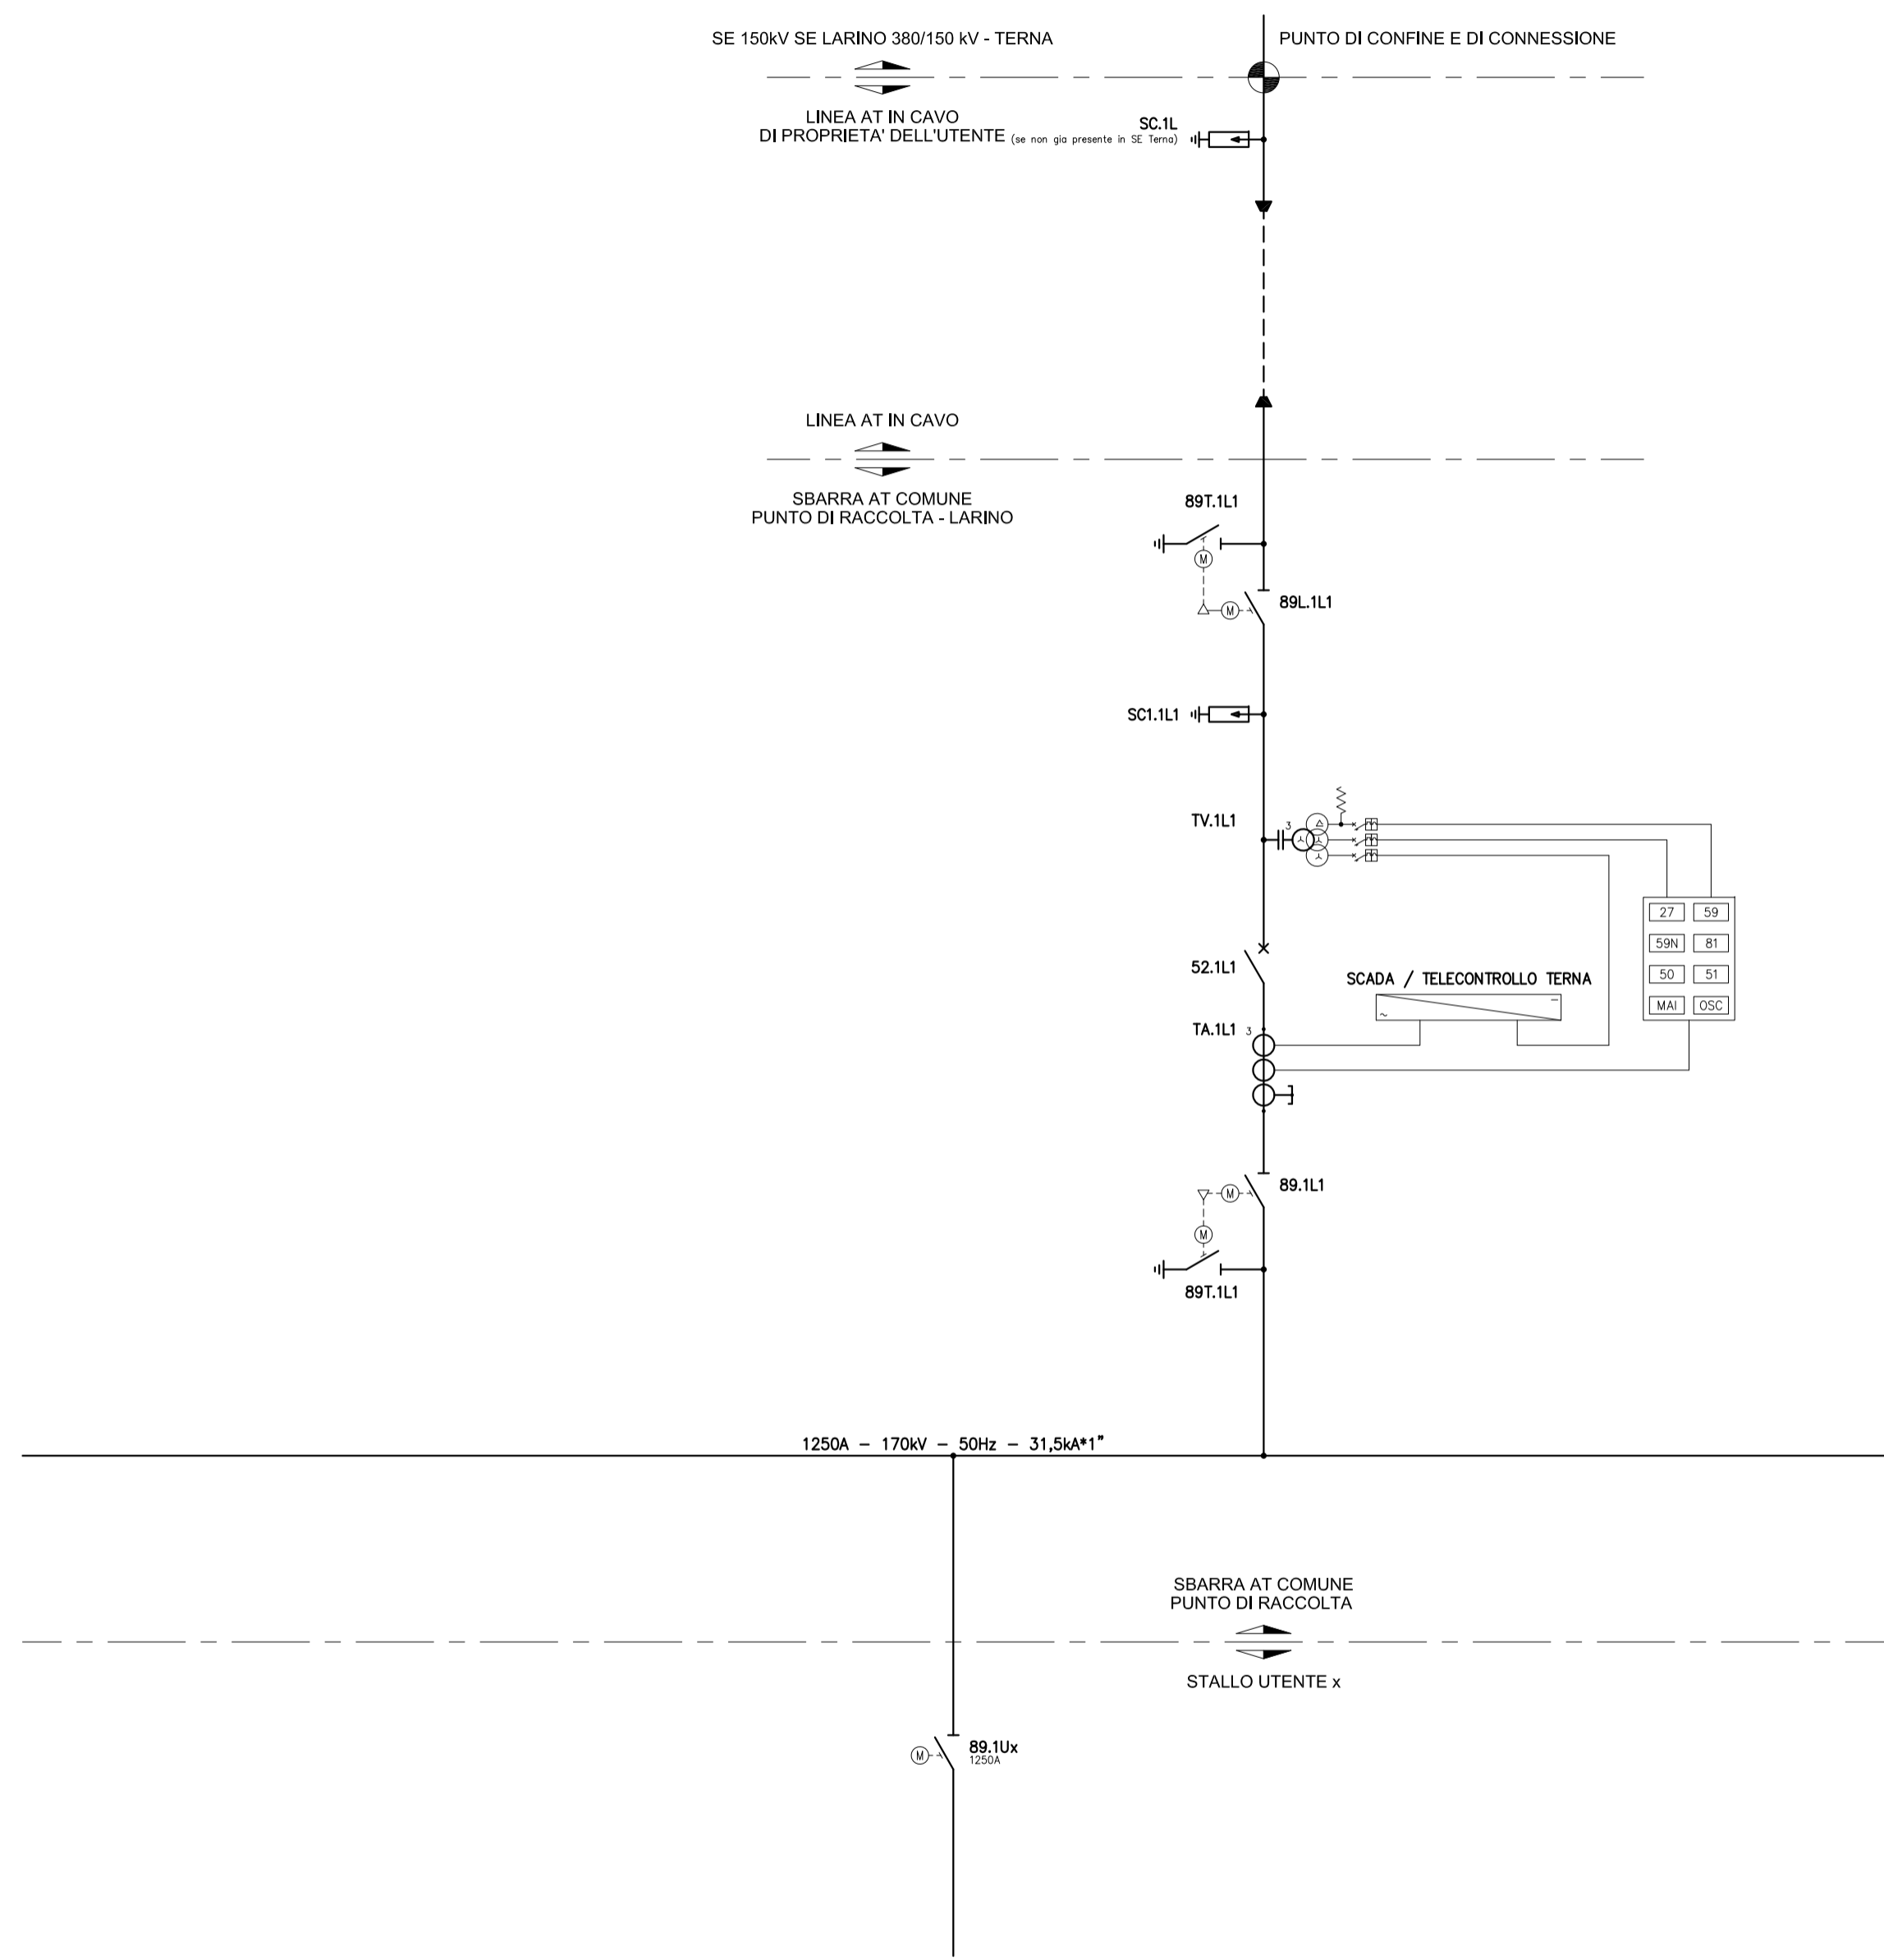 SE 150kV SE LARINO 380/150 kV - TERNA
PUNTO DI CONFINE E DI CONNESSIONE
LINEA AT IN CAVO
DI PROPRIETA' DELL'UTENTE (se non gia presente in SE Terna)
SC.1L
LINEA AT IN CAVO
SBARRA AT COMUNE
PUNTO DI RACCOLTA - LARINO
89T.1L1
M
M
89L.1L1
SC1.1L1
TV.1L1
3
27 59
59N 81
50 51
MAI OSC
52.1L1
SCADA / TELECONTROLLO TERNA
~ –
TA.1L1 3
M
89.1L1
M
89T.1L1
1250A – 170kV – 50Hz – 31,5kA*1"
SBARRA AT COMUNE
PUNTO DI RACCOLTA
STALLO UTENTE x
M
89.1Ux
1250A